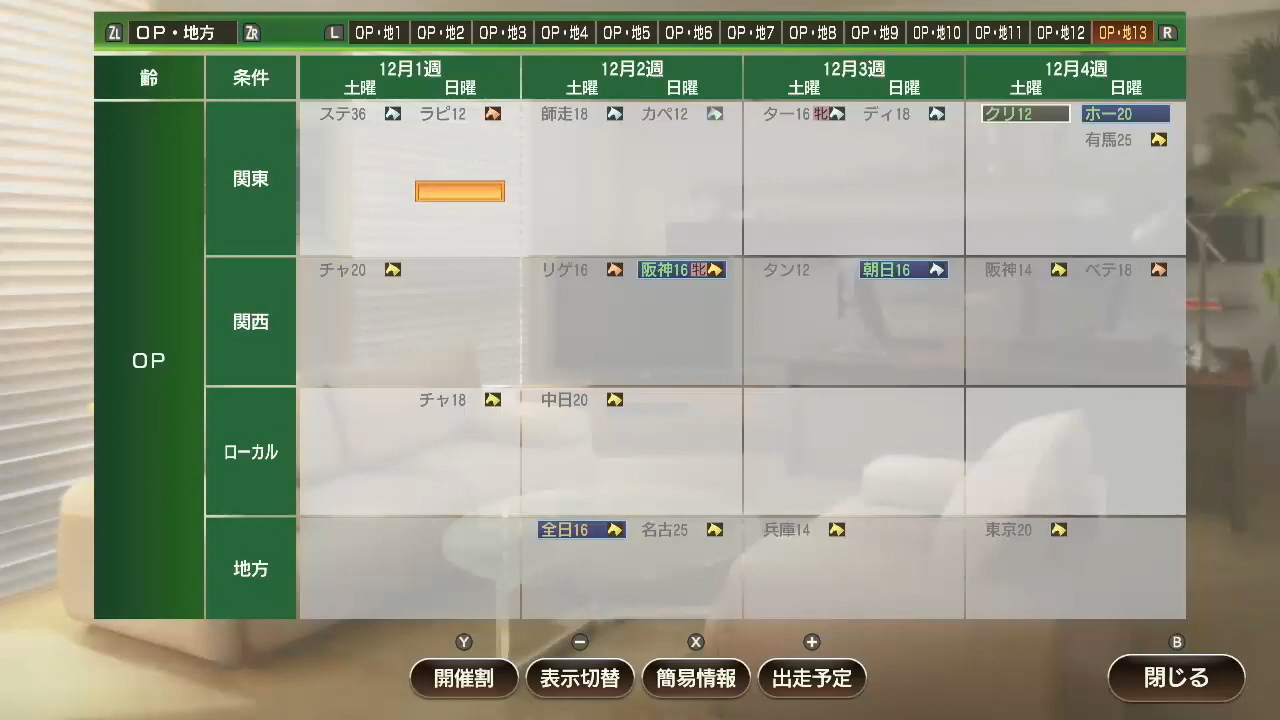 ZL OP・地方 ZR L OP・地1 OP・地2 OP・地3 OP・地4 OP・地5 OP・地6 OP・地7 OP・地8 OP・地9 OP・地10 OP・地11 OP・地12 OP・地13 R
齢 条件 12月1週 12月2週 12月3週 12月4週
土曜 日曜 土曜 日曜 土曜 日曜 土曜 日曜
ステ36 ラピ12 師走18 カペ12 ター16 牝 ディ18 クリ12 ホー20
有馬25
関東
チャ20 リゲ16 阪神16 牝 タン12 朝日16 阪神14 ベテ18
関西
OP
チャ18 中日20
ローカル
全日16 名古25 兵庫14 東京20
地方
Y − X + B
開催割 表示切替 簡易情報 出走予定 閉じる